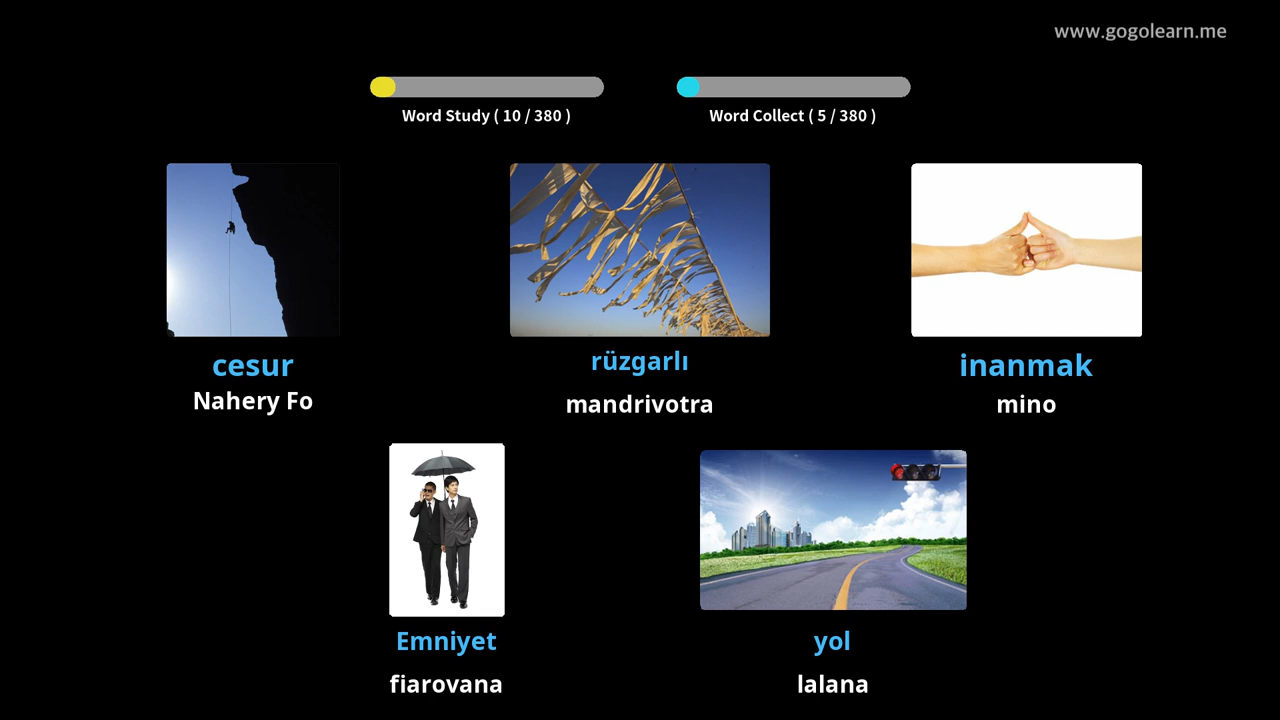 www.gogolearn.me
Word Study ( 10 / 380 )
Word Collect ( 5 / 380 )
cesur
Nahery Fo
rüzgarlı
mandrivotra
inanmak
mino
Emniyet
fiarovana
yol
lalana